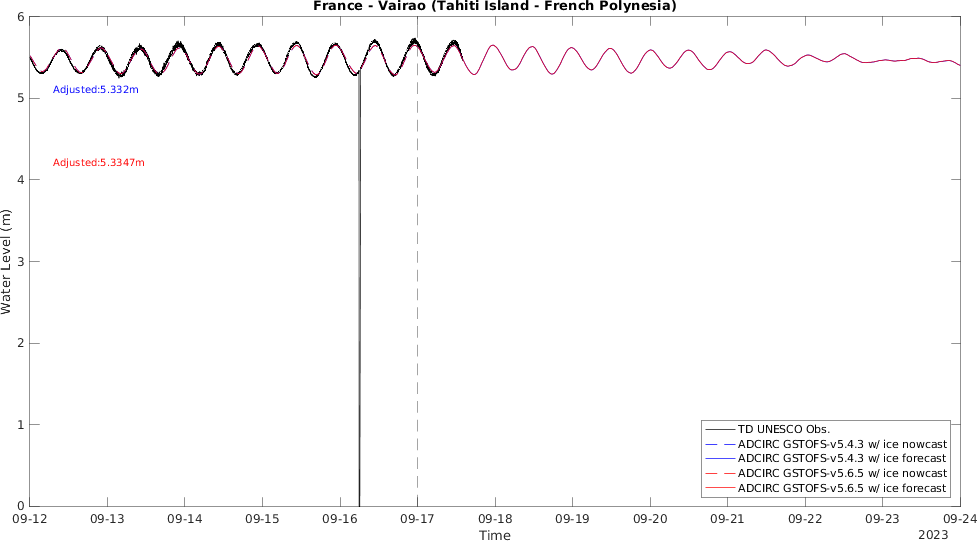 France - Vairao (Tahiti Island - French Polynesia)
6
5
4
3
2
1
0
Water Level (m)
Adjusted:5.332m
Adjusted:5.3347m
TD UNESCO Obs.
ADCIRC GSTOFS-v5.4.3 w/ ice nowcast
ADCIRC GSTOFS-v5.4.3 w/ ice forecast
ADCIRC GSTOFS-v5.6.5 w/ ice nowcast
ADCIRC GSTOFS-v5.6.5 w/ ice forecast
09-12 09-13 09-14 09-15 09-16 09-17 09-18 09-19 09-20 09-21 09-22 09-23 09-24
Time
2023